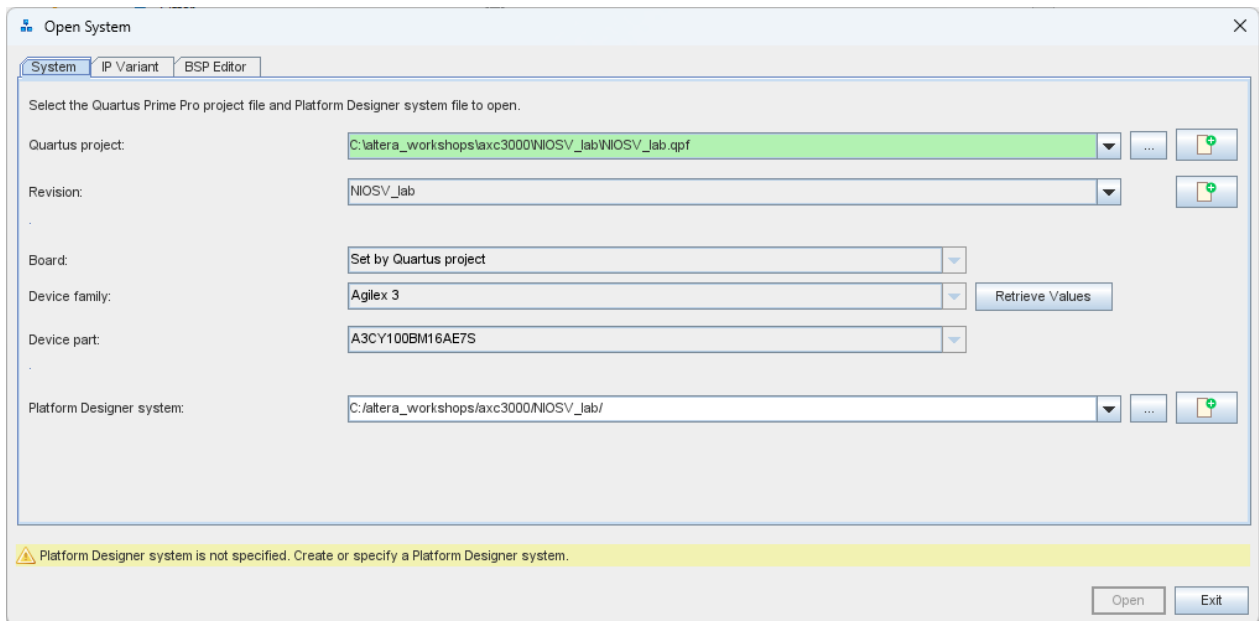 Open System
System IP Variant BSP Editor
Select the Quartus Prime Pro project file and Platform Designer system file to open.
Quartus project: C:\altera_workshops\axc3000\NIOSV_lab\NIOSV_lab.qpf ...
Revision: NIOSV_lab
.
Board: Set by Quartus project
Device family: Agilex 3 Retrieve Values
Device part: A3CY100BM16AE7S
.
Platform Designer system: C:/altera_workshops/axc3000/NIOSV_lab/ ...
Platform Designer system is not specified. Create or specify a Platform Designer system.
Open Exit